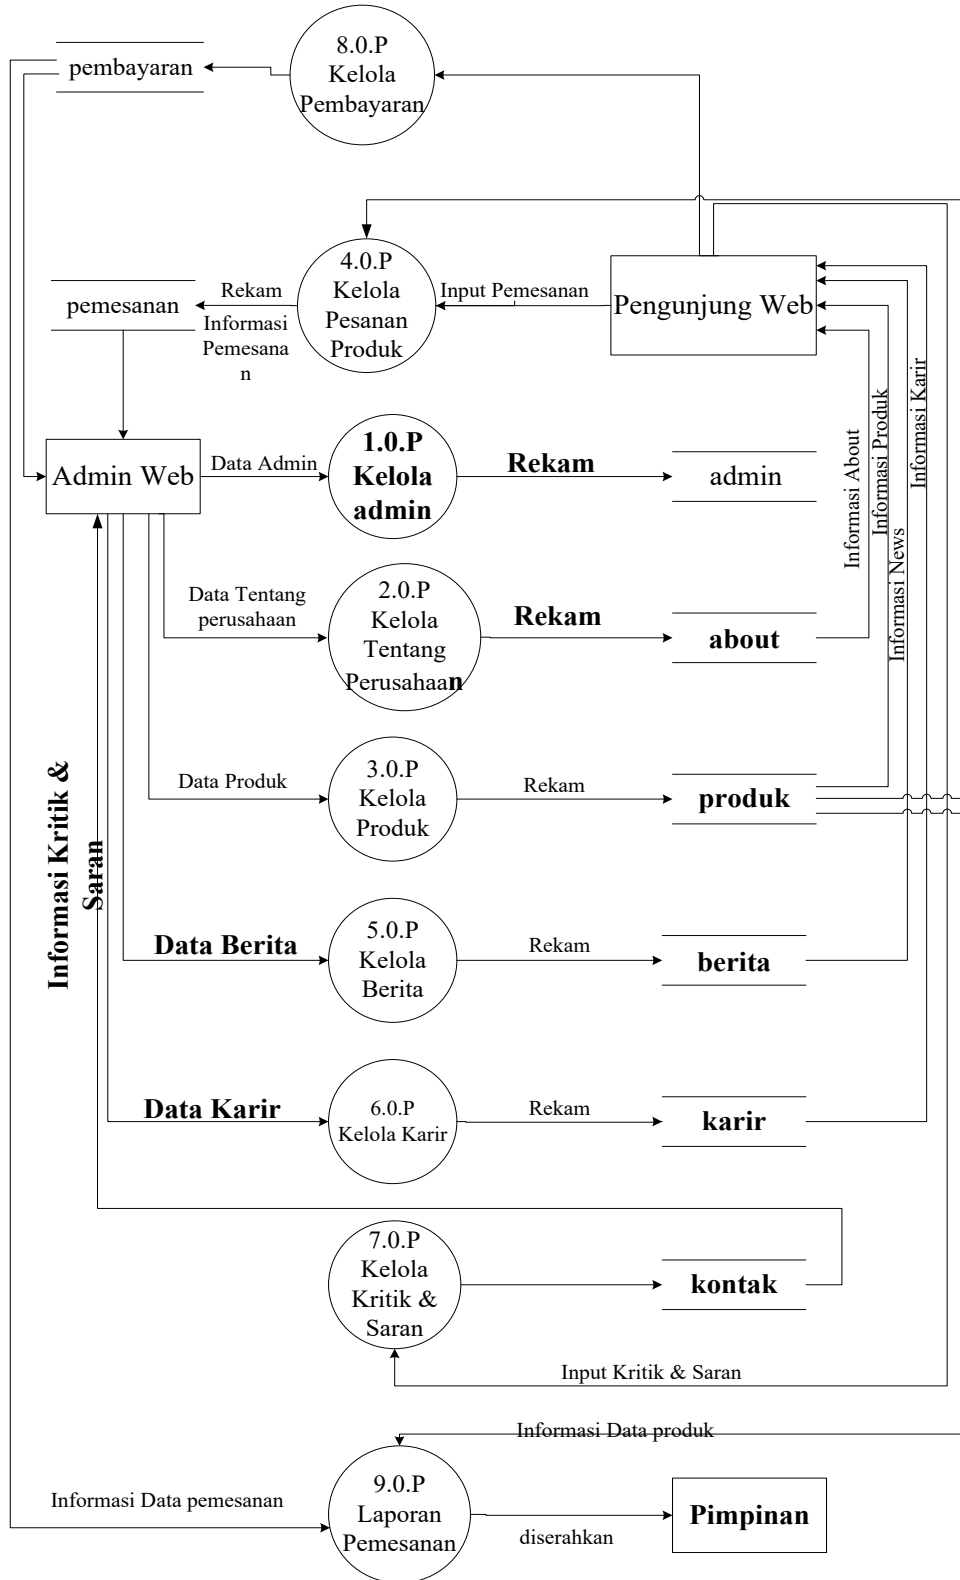 8.0.P
Kelola
Pembayaran
pembayaran
4.0.P
Kelola
Pesanan
Produk
Input Pemesanan
Pengunjung Web
Rekam
Informasi
Pemesana
n
pemesanan
Admin Web
Data Admin
1.0.P
Kelola
admin
Rekam
admin
Informasi About
Informasi Produk
Informasi News
Informasi Karir
Data Tentang
perusahaan
2.0.P
Kelola
Tentang
Perusahaan
Rekam
about
Data Produk
3.0.P
Kelola
Produk
Rekam
produk
Informasi Kritik &
Saran
Data Berita
5.0.P
Kelola
Berita
Rekam
berita
Data Karir
6.0.P
Kelola Karir
Rekam
karir
7.0.P
Kelola
Kritik &
Saran
kontak
Input Kritik & Saran
Informasi Data produk
Informasi Data pemesanan
9.0.P
Laporan
Pemesanan
diserahkan
Pimpinan